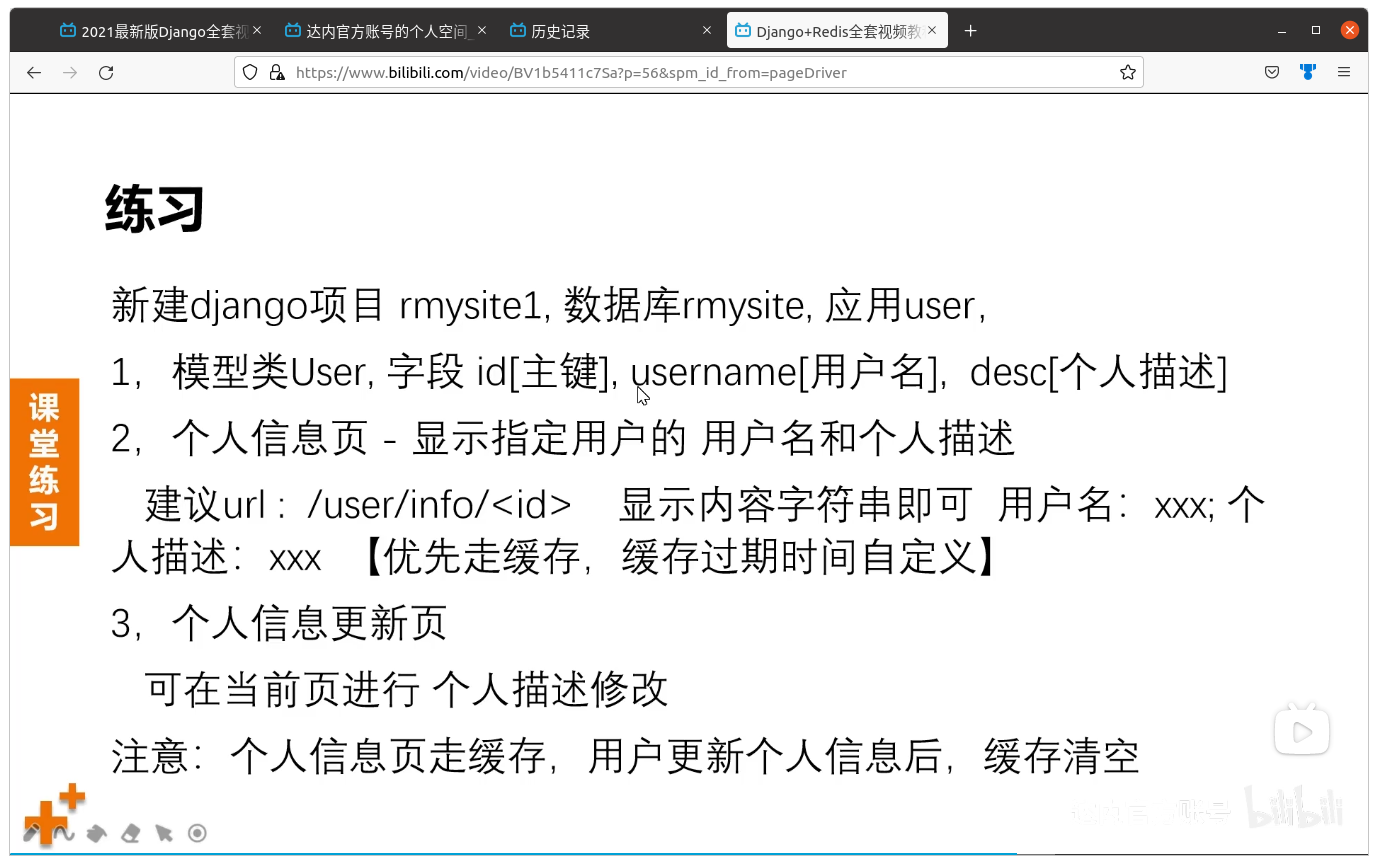 2021最新版Django全套视
达内官方账号的个人空间_
历史记录
Django+Redis全套视频教
https://www.bilibili.com/video/BV1b5411c7Sa?p=56&spm_id_from=pageDriver
练习
新建django项目 rmysite1, 数据库rmysite, 应用user,
1，模型类User, 字段 id[主键], username[用户名],  desc[个人描述]
2，个人信息页 - 显示指定用户的 用户名和个人描述
建议url :  /user/info/<id>    显示内容字符串即可  用户名：xxx; 个
人描述：xxx  【优先走缓存，缓存过期时间自定义】
3，个人信息更新页
可在当前页进行 个人描述修改
注意：个人信息页走缓存，用户更新个人信息后，缓存清空
课堂练习
bilibili